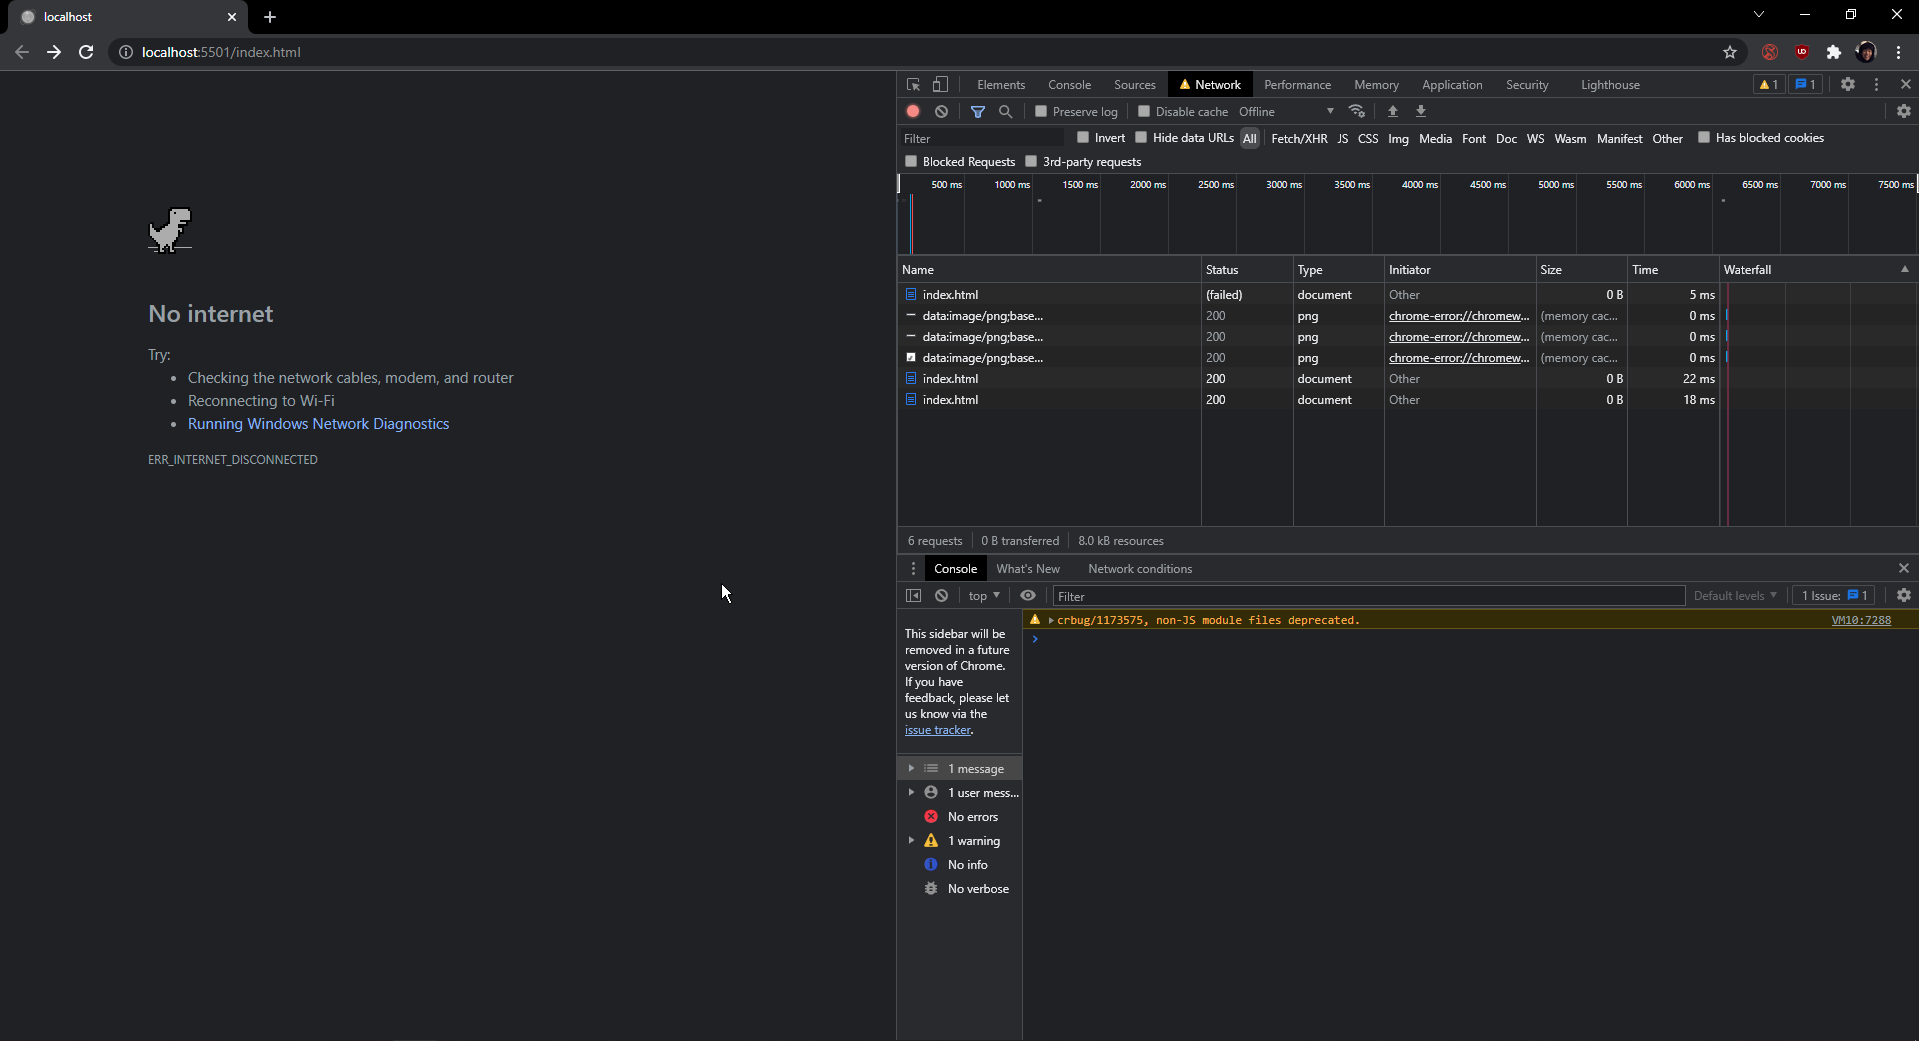 localhost
localhost:5501/index.html
No internet
Try:
• Checking the network cables, modem, and router
• Reconnecting to Wi-Fi
• Running Windows Network Diagnostics
ERR_INTERNET_DISCONNECTED
Elements Console Sources Network Performance Memory Application Security Lighthouse 1 1
Preserve log Disable cache Offline
Filter Invert Hide data URLs All Fetch/XHR JS CSS Img Media Font Doc WS Wasm Manifest Other Has blocked cookies
Blocked Requests 3rd-party requests
500 ms 1000 ms 1500 ms 2000 ms 2500 ms 3000 ms 3500 ms 4000 ms 4500 ms 5000 ms 5500 ms 6000 ms 6500 ms 7000 ms 7500 ms
Name Status Type Initiator Size Time Waterfall
index.html (failed) document Other 0 B 5 ms
data:image/png;base... 200 png chrome-error://chromew... (memory cac... 0 ms
data:image/png;base... 200 png chrome-error://chromew... (memory cac... 0 ms
data:image/png;base... 200 png chrome-error://chromew... (memory cac... 0 ms
index.html 200 document Other 0 B 22 ms
index.html 200 document Other 0 B 18 ms
6 requests 0 B transferred 8.0 kB resources
Console What's New Network conditions
top Filter Default levels 1 Issue: 1
crbug/1173575, non-JS module files deprecated. VM10:7288
This sidebar will be
removed in a future
version of Chrome.
If you have
feedback, please let
us know via the
issue tracker.
1 message
1 user mess...
No errors
1 warning
No info
No verbose